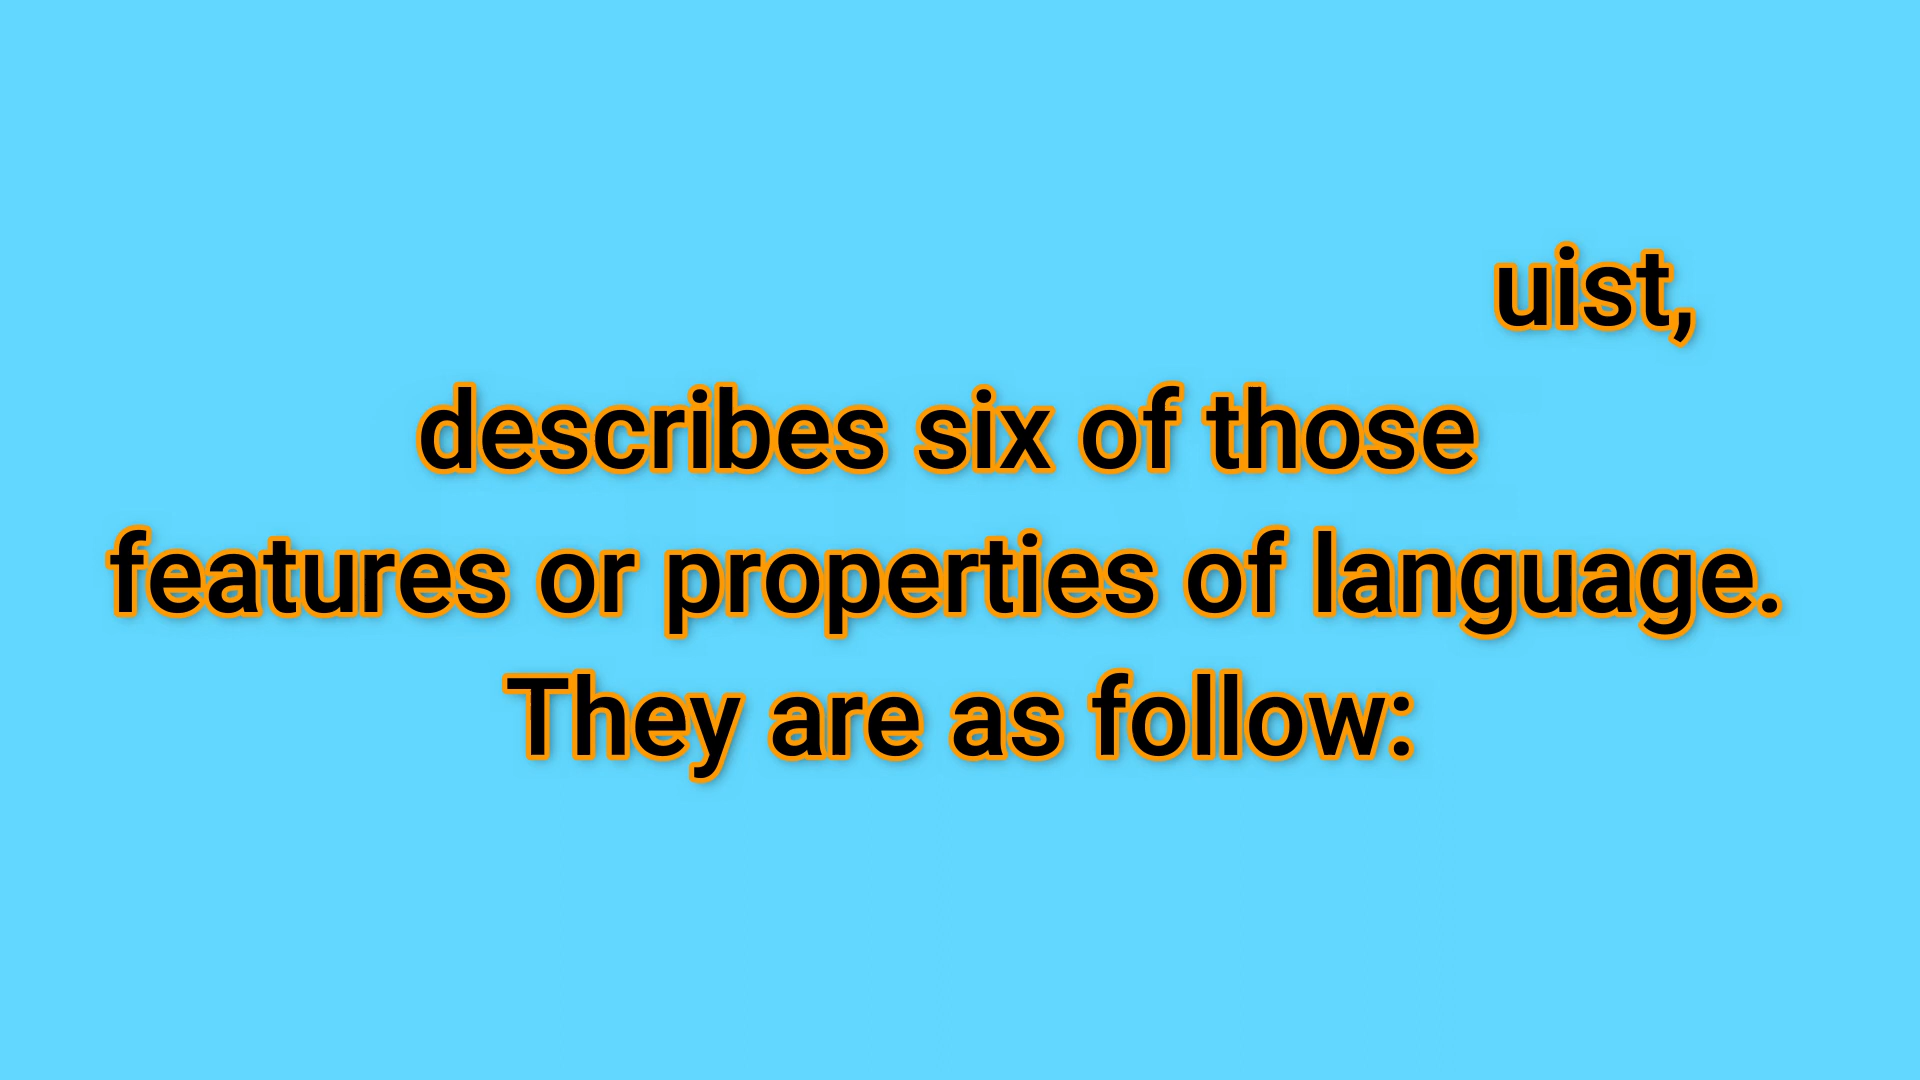 uist,
describes six of those
features or properties of language.
They are as follow: